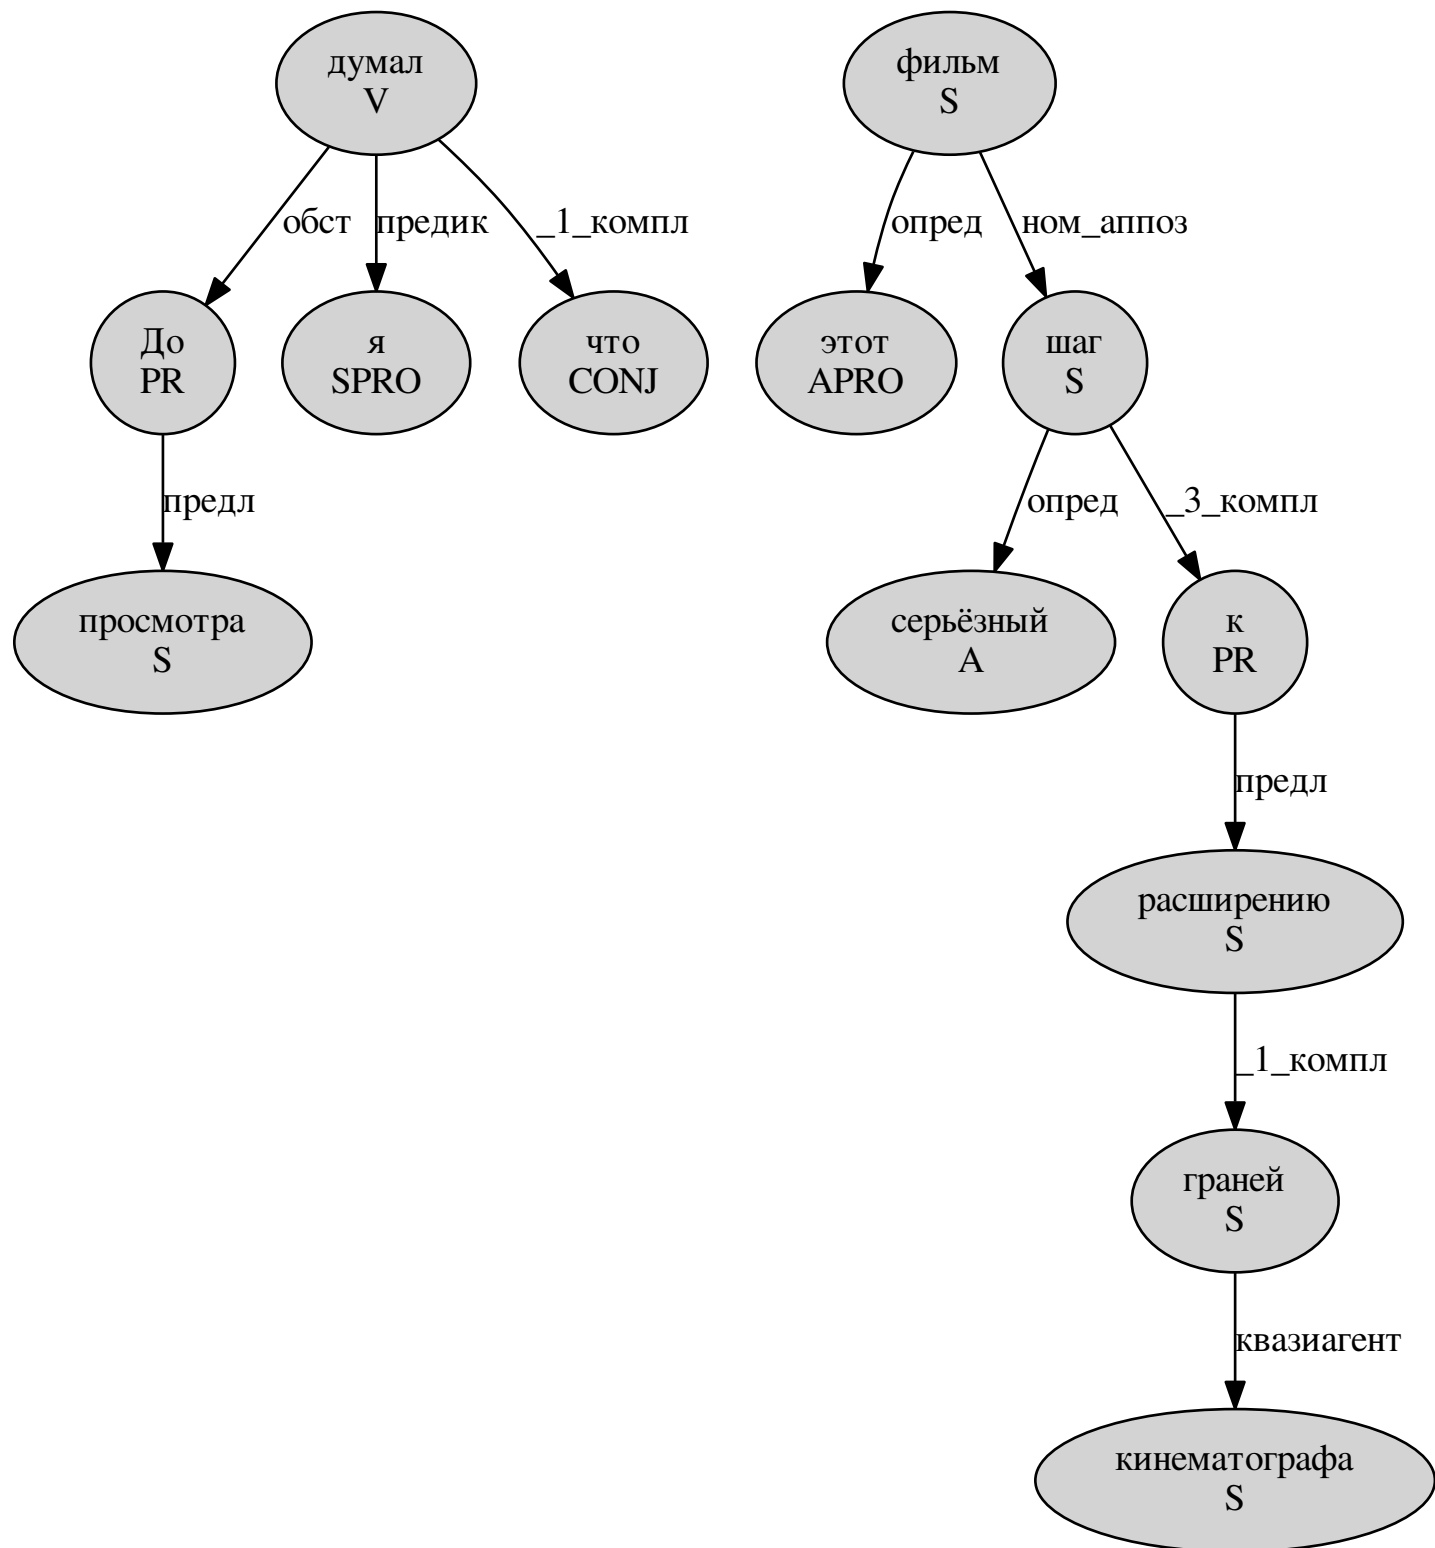 думал
V
фильм
S
обст
предик
_1_компл
опред
ном_аппоз
До
PR
я
SPRO
что
CONJ
этот
APRO
шаг
S
предл
опред
_3_компл
просмотра
S
серьёзный
A
к
PR
предл
расширению
S
_1_компл
граней
S
квазиагент
кинематографа
S